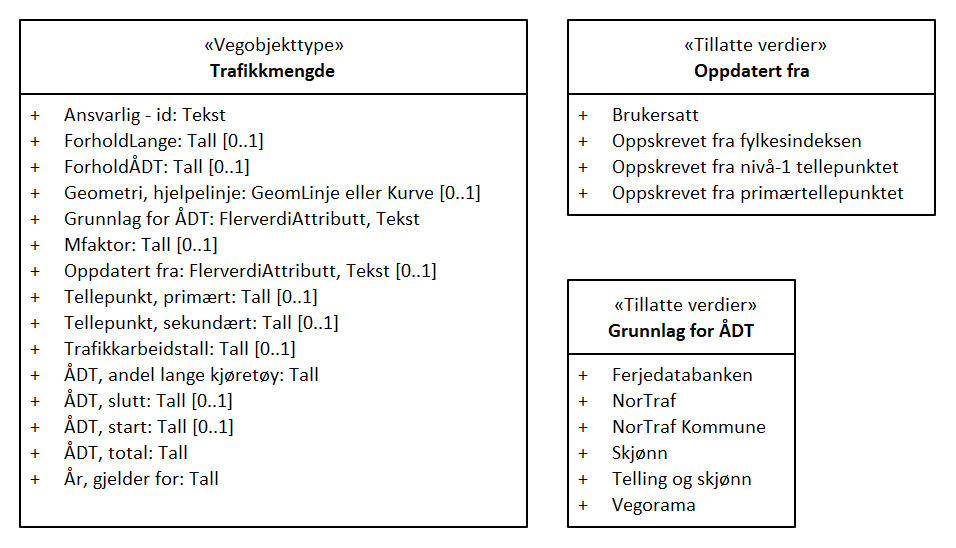 «Vegobjekttype»
Trafikkmengde
+ Ansvarlig - id: Tekst
+ ForholdLange: Tall [0..1]
+ ForholdÅDT: Tall [0..1]
+ Geometri, hjelpelinje: GeomLinje eller Kurve [0..1]
+ Grunnlag for ÅDT: FlerverdiAttributt, Tekst
+ Mfaktor: Tall [0..1]
+ Oppdatert fra: FlerverdiAttributt, Tekst [0..1]
+ Tellepunkt, primært: Tall [0..1]
+ Tellepunkt, sekundært: Tall [0..1]
+ Trafikkarbeidstall: Tall [0..1]
+ ÅDT, andel lange kjøretøy: Tall
+ ÅDT, slutt: Tall [0..1]
+ ÅDT, start: Tall [0..1]
+ ÅDT, total: Tall
+ År, gjelder for: Tall
«Tillatte verdier»
Oppdatert fra
+ Brukersatt
+ Oppskrevet fra fylkesindeksen
+ Oppskrevet fra nivå-1 tellepunktet
+ Oppskrevet fra primærtellepunktet
«Tillatte verdier»
Grunnlag for ÅDT
+ Ferjedatabanken
+ NorTraf
+ NorTraf Kommune
+ Skjønn
+ Telling og skjønn
+ Vegorama